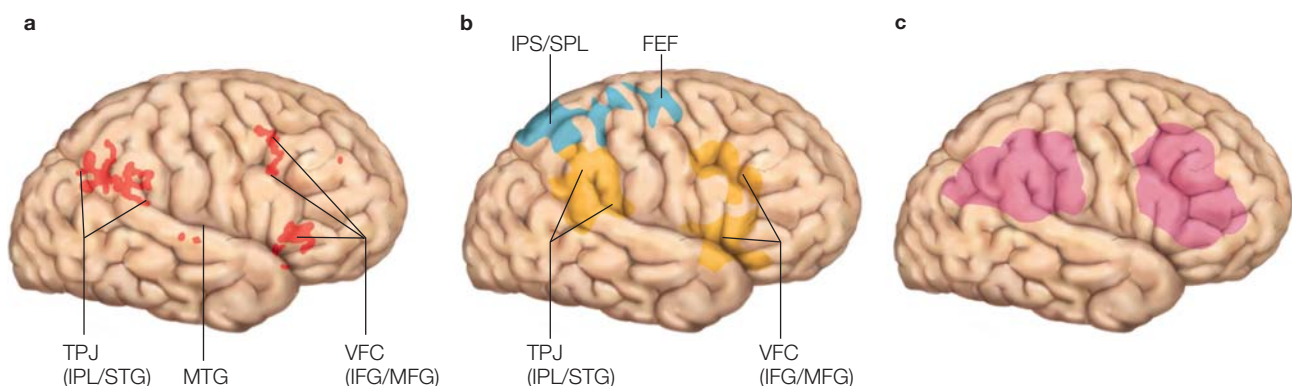 a
b
c
IPS/SPL
FEF
TPJ
(IPL/STG)
MTG
VFC
(IFG/MFG)
TPJ
(IPL/STG)
VFC
(IFG/MFG)